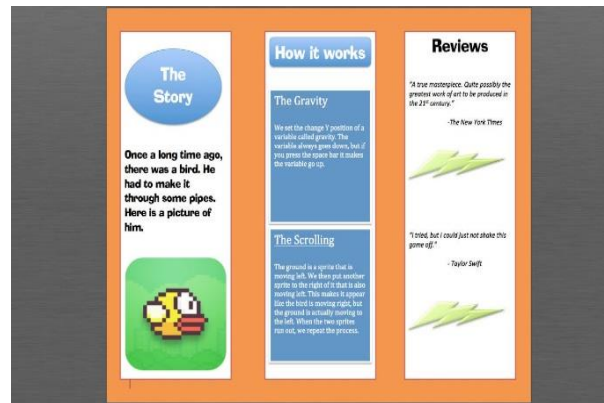 The
Story
Once a long time ago,
there was a bird. He
had to make it
through some pipes.
Here is a picture of
him.
How it works
The Gravity
We set the change Y position of a
variable called gravity. The
variable always goes down, but if
you press the space bar it makes
the variable go up.
The Scrolling
The ground is a sprite that is
moving left. We then put another
sprite to the right of it that is also
moving left. This makes it appear
like the bird is moving right, but
the ground is actually moving to
the left. When the two sprites
run out, we repeat the process.
Reviews
"A true masterpiece. Quite possibly the
greatest work of art to be produced in
the 21st century."
-The New York Times
"I tried, but I could just not shake this
game off."
- Taylor Swift